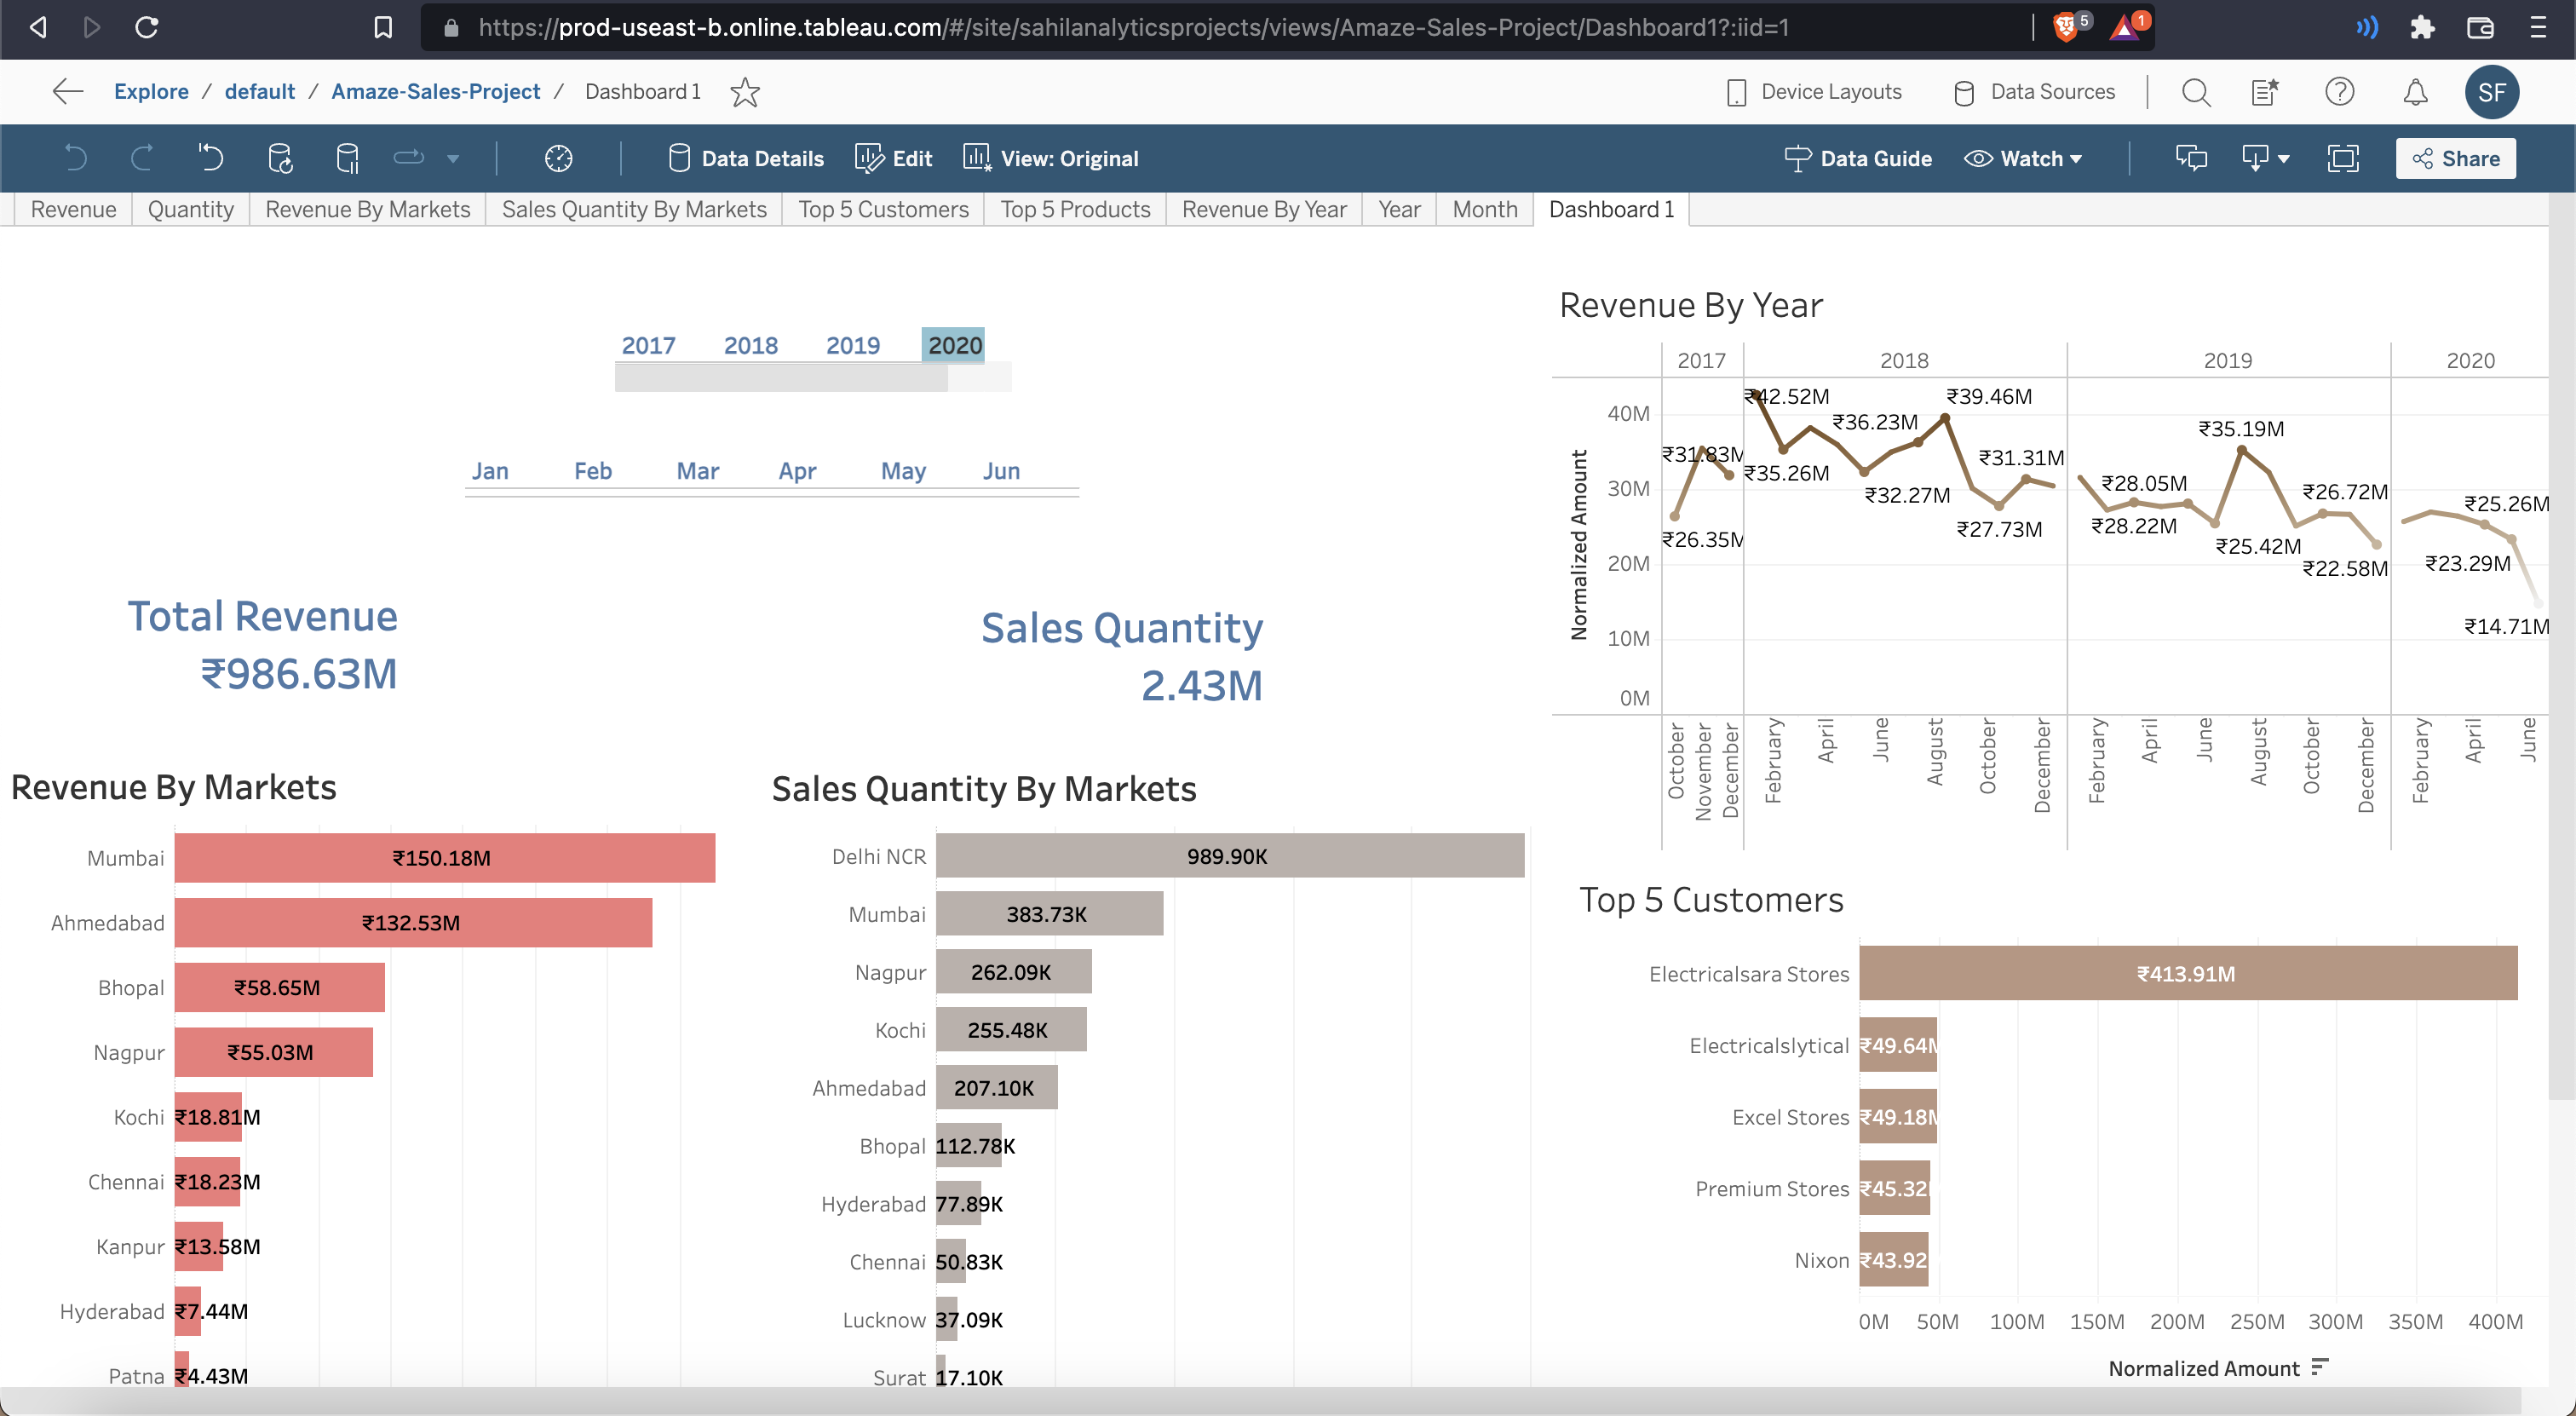 https://prod-useast-b.online.tableau.com/#/site/sahilanalyticsprojects/views/Amaze-Sales-Project/Dashboard1?:iid=1
5
1
Explore / default / Amaze-Sales-Project / Dashboard 1
Device Layouts
Data Sources
SF
Data Details
Edit
View: Original
Data Guide
Watch
Share
Revenue
Quantity
Revenue By Markets
Sales Quantity By Markets
Top 5 Customers
Top 5 Products
Revenue By Year
Year
Month
Dashboard 1
2017 2018 2019 2020
Jan Feb Mar Apr May Jun
Total Revenue
₹986.63M
Sales Quantity
2.43M
Revenue By Markets
Mumbai ₹150.18M
Ahmedabad ₹132.53M
Bhopal ₹58.65M
Nagpur ₹55.03M
Kochi ₹18.81M
Chennai ₹18.23M
Kanpur ₹13.58M
Hyderabad ₹7.44M
Patna ₹4.43M
Sales Quantity By Markets
Delhi NCR 989.90K
Mumbai 383.73K
Nagpur 262.09K
Kochi 255.48K
Ahmedabad 207.10K
Bhopal 112.78K
Hyderabad 77.89K
Chennai 50.83K
Lucknow 37.09K
Surat 17.10K
Revenue By Year
2017 2018 2019 2020
Normalized Amount
40M
30M
20M
10M
0M
₹31.83M
₹26.35M
₹42.52M
₹35.26M
₹36.23M
₹32.27M
₹39.46M
₹31.31M
₹27.73M
₹28.05M
₹28.22M
₹35.19M
₹25.42M
₹26.72M
₹22.58M
₹25.26M
₹23.29M
₹14.71M
October
November
December
February
April
June
August
October
December
February
April
June
August
October
December
February
April
June
Top 5 Customers
Electricalsara Stores ₹413.91M
Electricalslytical ₹49.64M
Excel Stores ₹49.18M
Premium Stores ₹45.32
Nixon ₹43.92
0M 50M 100M 150M 200M 250M 300M 350M 400M
Normalized Amount